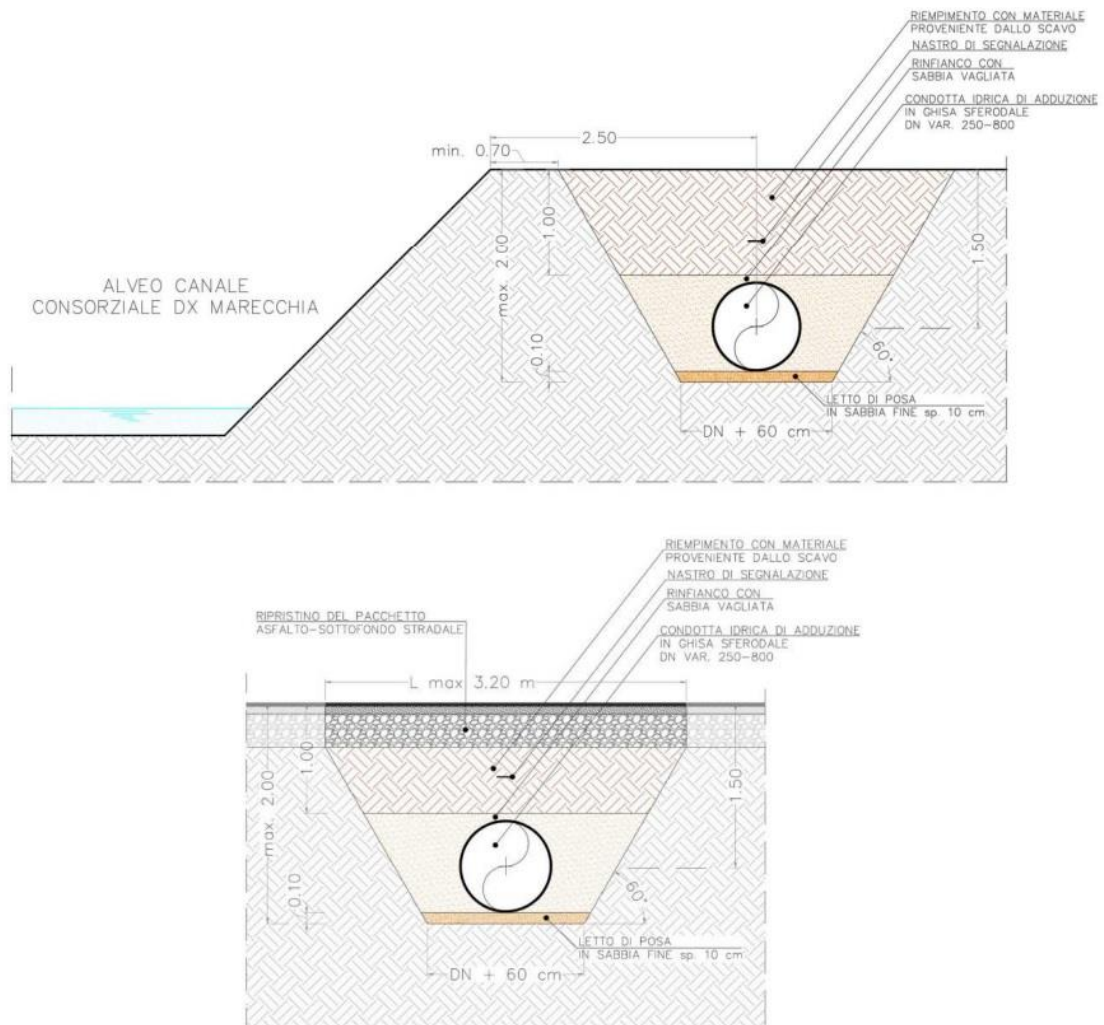 RIEMPIMENTO CON MATERIALE
PROVENIENTE DALLO SCAVO
NASTRO DI SEGNALAZIONE
RINFIANCO CON
SABBIA VAGLIATA
CONDOTTA IDRICA DI ADDUZIONE
IN GHISA SFERODALE
DN VAR. 250-800
2.50
min. 0.70
1.00
max. 2.00
1.50
ALVEO CANALE
CONSORZIALE DX MARECCHIA
0.10
60°
LETTO DI POSA
IN SABBIA FINE sp. 10 cm
DN + 60 cm
RIEMPIMENTO CON MATERIALE
PROVENIENTE DALLO SCAVO
NASTRO DI SEGNALAZIONE
RINFIANCO CON
SABBIA VAGLIATA
RIPRISTINO DEL PACCHETTO
ASFALTO-SOTTOFONDO STRADALE
CONDOTTA IDRICA DI ADDUZIONE
IN GHISA SFERODALE
DN VAR. 250-800
L max 3.20 m
1.00
max. 2.00
1.50
0.10
60°
LETTO DI POSA
IN SABBIA FINE sp. 10 cm
DN + 60 cm